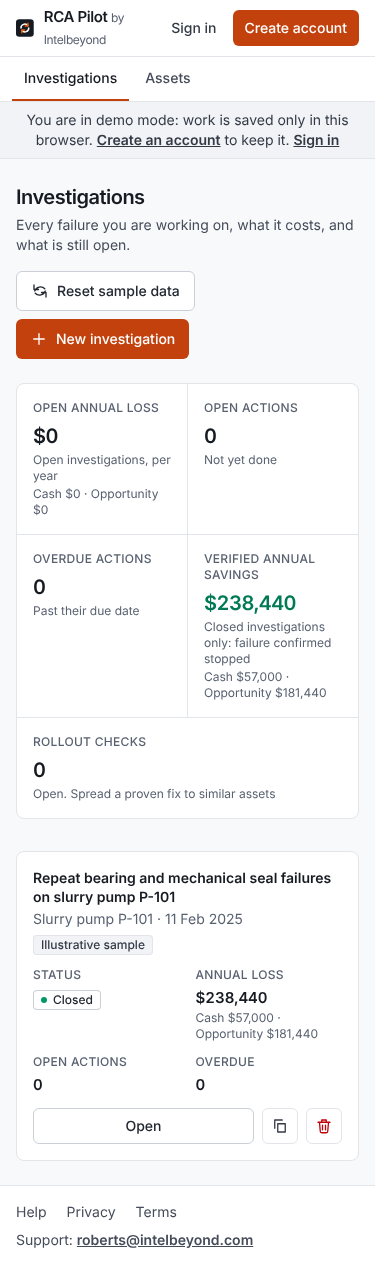 RCA Pilot by
Intelbeyond
Sign in
Create account
Investigations
Assets
You are in demo mode: work is saved only in this
browser. Create an account to keep it. Sign in
Investigations
Every failure you are working on, what it costs, and
what is still open.
Reset sample data
New investigation
OPEN ANNUAL LOSS
$0
Open investigations, per
year
Cash $0 · Opportunity
$0
OPEN ACTIONS
0
Not yet done
OVERDUE ACTIONS
0
Past their due date
VERIFIED ANNUAL
SAVINGS
$238,440
Closed investigations
only: failure confirmed
stopped
Cash $57,000 ·
Opportunity $181,440
ROLLOUT CHECKS
0
Open. Spread a proven fix to similar assets
Repeat bearing and mechanical seal failures
on slurry pump P-101
Slurry pump P-101 · 11 Feb 2025
Illustrative sample
STATUS
Closed
ANNUAL LOSS
$238,440
Cash $57,000 ·
Opportunity $181,440
OPEN ACTIONS
0
OVERDUE
0
Open
Help
Privacy
Terms
Support: roberts@intelbeyond.com